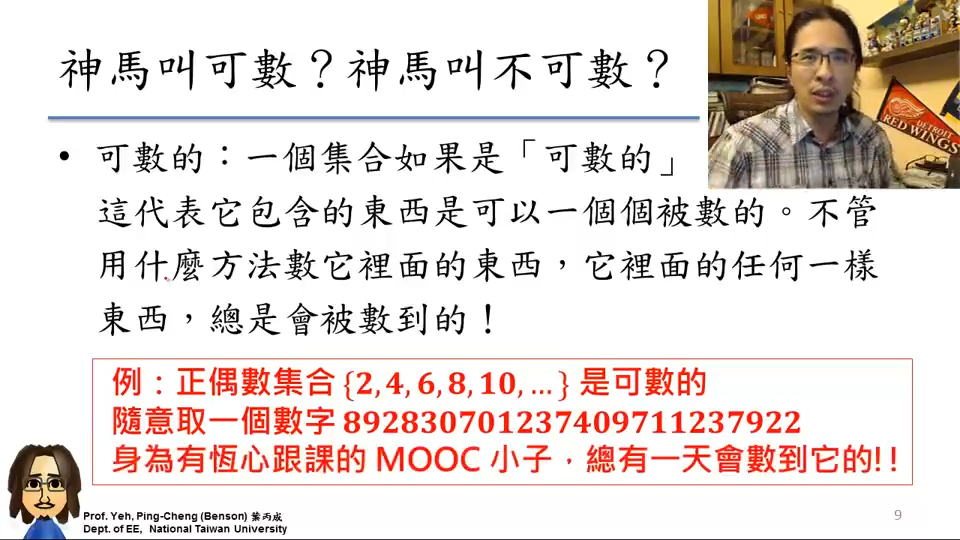 神馬叫可數？神馬叫不可數？
DETROIT
RED WINGS
• 可數的：一個集合如果是「可數的」
這代表它包含的東西是可以一個個被數的。不管
用什麼方法數它裡面的東西，它裡面的任何一樣
東西，總是會被數到的！
例：正偶數集合 {2, 4, 6, 8, 10, … } 是可數的
隨意取一個數字 892830701237409711237922
身為有恆心跟課的 MOOC 小子，總有一天會數到它的!!
Prof. Yeh, Ping-Cheng (Benson) 葉丙成
Dept. of EE, National Taiwan University
9